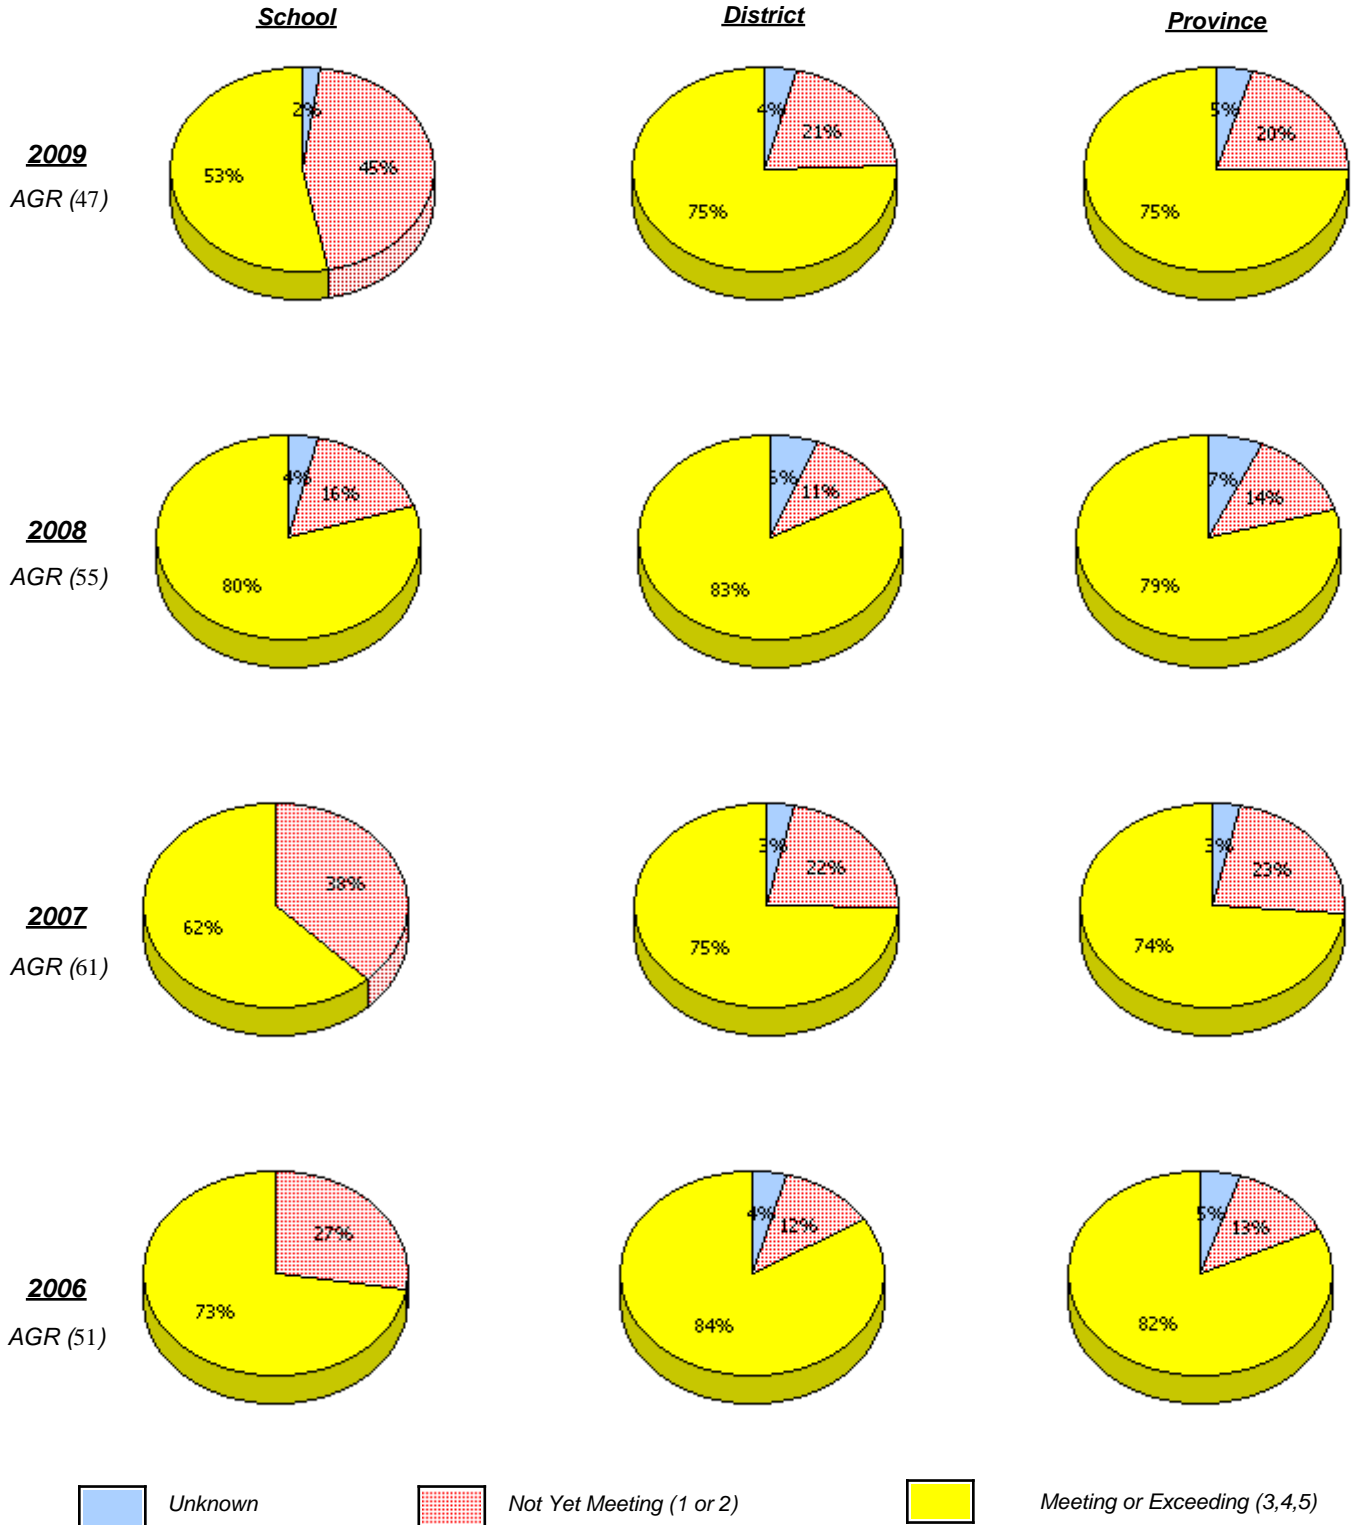 School District Province
2009
AGR (47)
2% 45% 53%
4% 21% 75%
5% 20% 75%
2008
AGR (55)
4% 16% 80%
11% 83%
7% 14% 79%
2007
AGR (61)
38% 62%
3% 22% 75%
3% 23% 74%
2006
AGR (51)
27% 73%
4% 12% 84%
5% 13% 82%
Unknown Not Yet Meeting (1 or 2) Meeting or Exceeding (3,4,5)